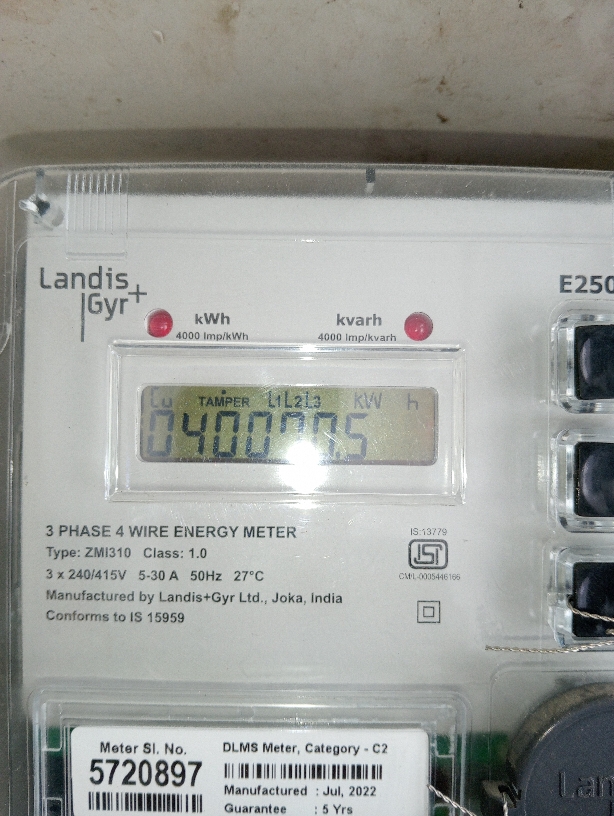 Landis
Gyr+
E250
kWh
4000 Imp/kWh
kvarh
4000 Imp/kvarh
Cu TAMPER L1L2L3 kW h
3 PHASE 4 WIRE ENERGY METER
Type: ZMI310 Class: 1.0
3 x 240/415V 5-30 A 50Hz 27°C
Manufactured by Landis+Gyr Ltd., Joka, India
Conforms to IS 15959
IS:13779
ISI
CM/L-0005446166
Meter Sl. No.
5720897
DLMS Meter, Category - C2
Manufactured : Jul, 2022
Guarantee : 5 Yrs
Lan